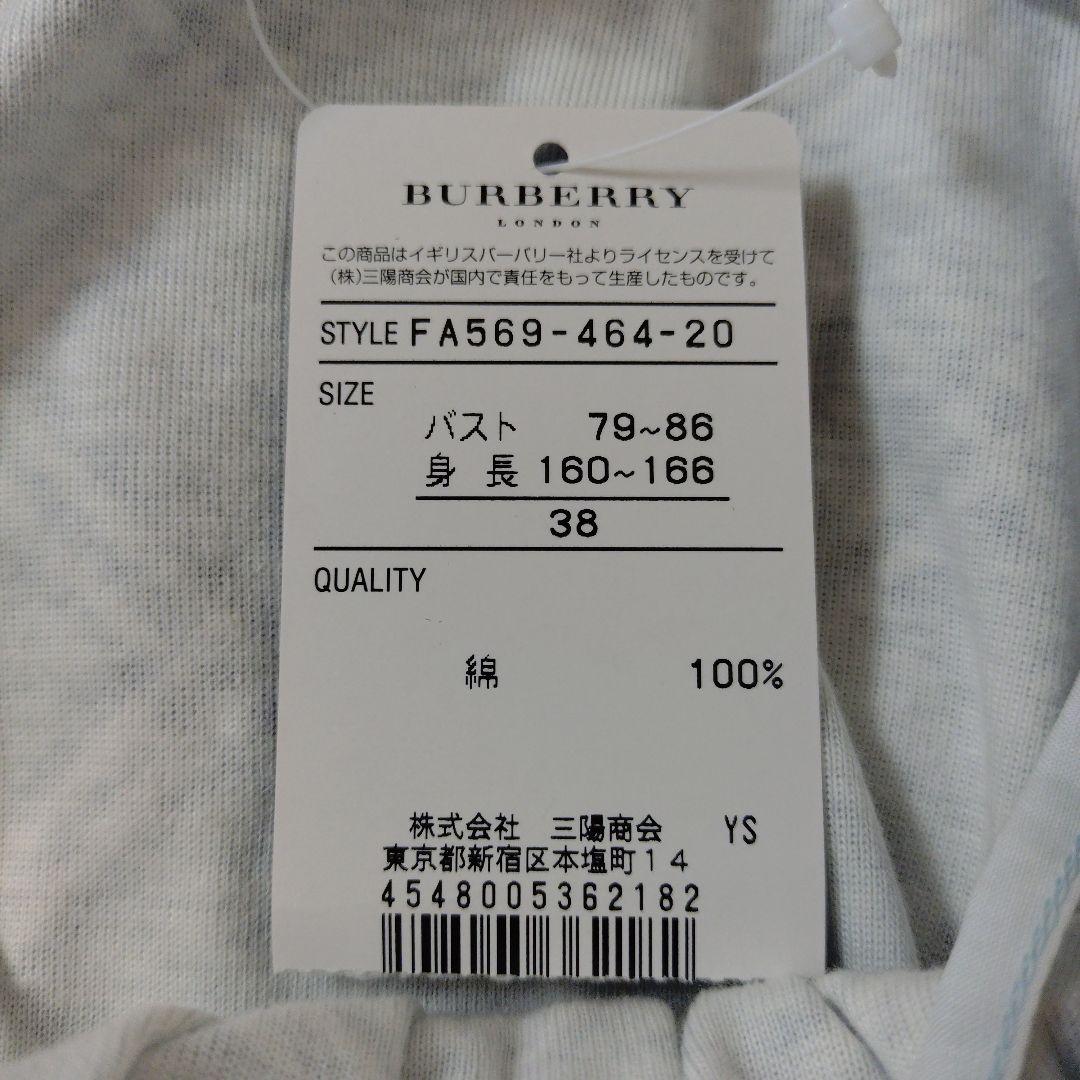 BURBERRY
LONDON
この商品はイギリスバーバリー社よりライセンスを受けて
(株)三陽商会が国内で責任をもって生産したものです。
STYLE FA569-464-20
SIZE
バスト 79~86
身 長 160~166
38
QUALITY
綿 100%
株式会社 三陽商会 YS
東京都新宿区本塩町14
4548005362182